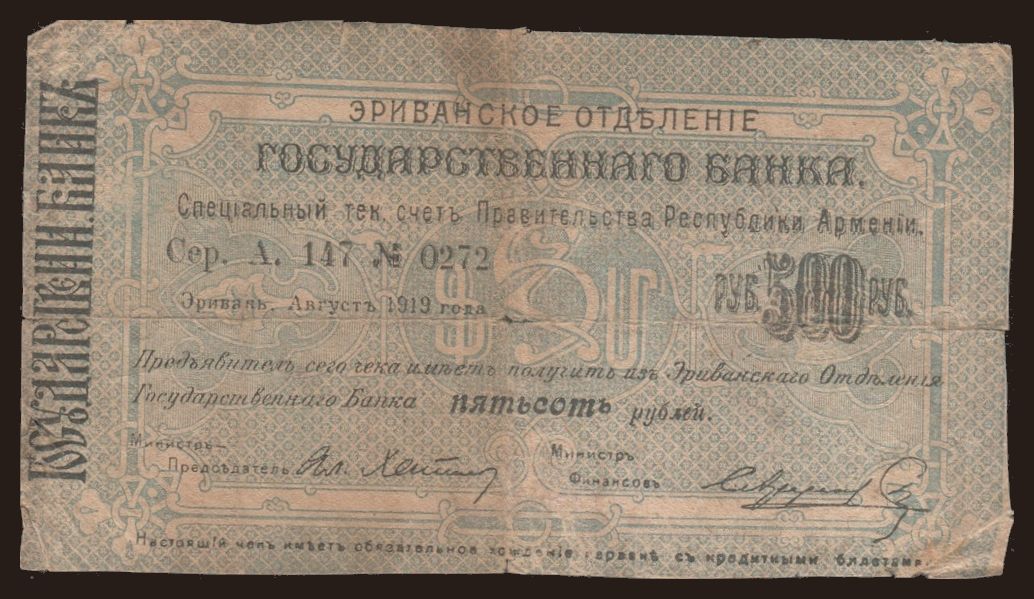 ЭРИВАНСКОЕ ОТДѢЛЕНІЕ
ГОСУДАРСТВЕННАГО БАНКА.
Спеціальный тек. счетъ Правительства Республики Арменіи.
Сер. А. 147 № 0272
РУБ. 500 РУБ.
Эривань. Августъ 1919 года
Предъявитель сего чека имѣетъ получить изъ Эриванскаго Отдѣленія
Государственнаго Банка пятьсотъ рублей.
Министръ—
Предсѣдатель
Министръ
Финансовъ
Настоящій чекъ имѣетъ обязательное хожденіе наравнѣ съ кредитными билетами.